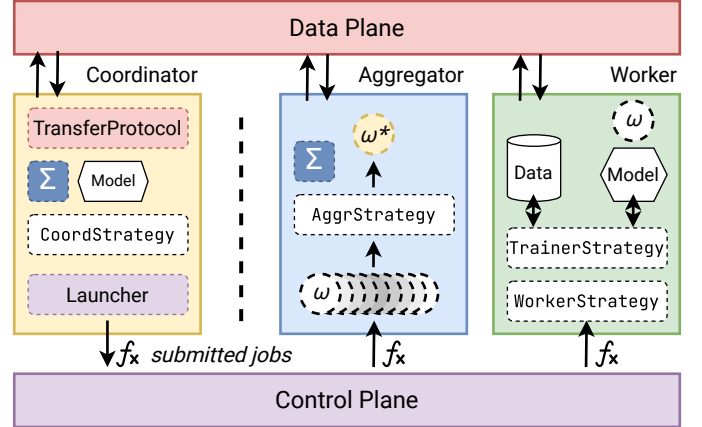 Data Plane
Coordinator
Aggregator
Worker
TransferProtocol
Σ
Model
CoordStrategy
Launcher
Σ
ω*
AggrStrategy
ω
ω
Data
Model
TrainerStrategy
WorkerStrategy
fx submitted jobs
fx
fx
Control Plane